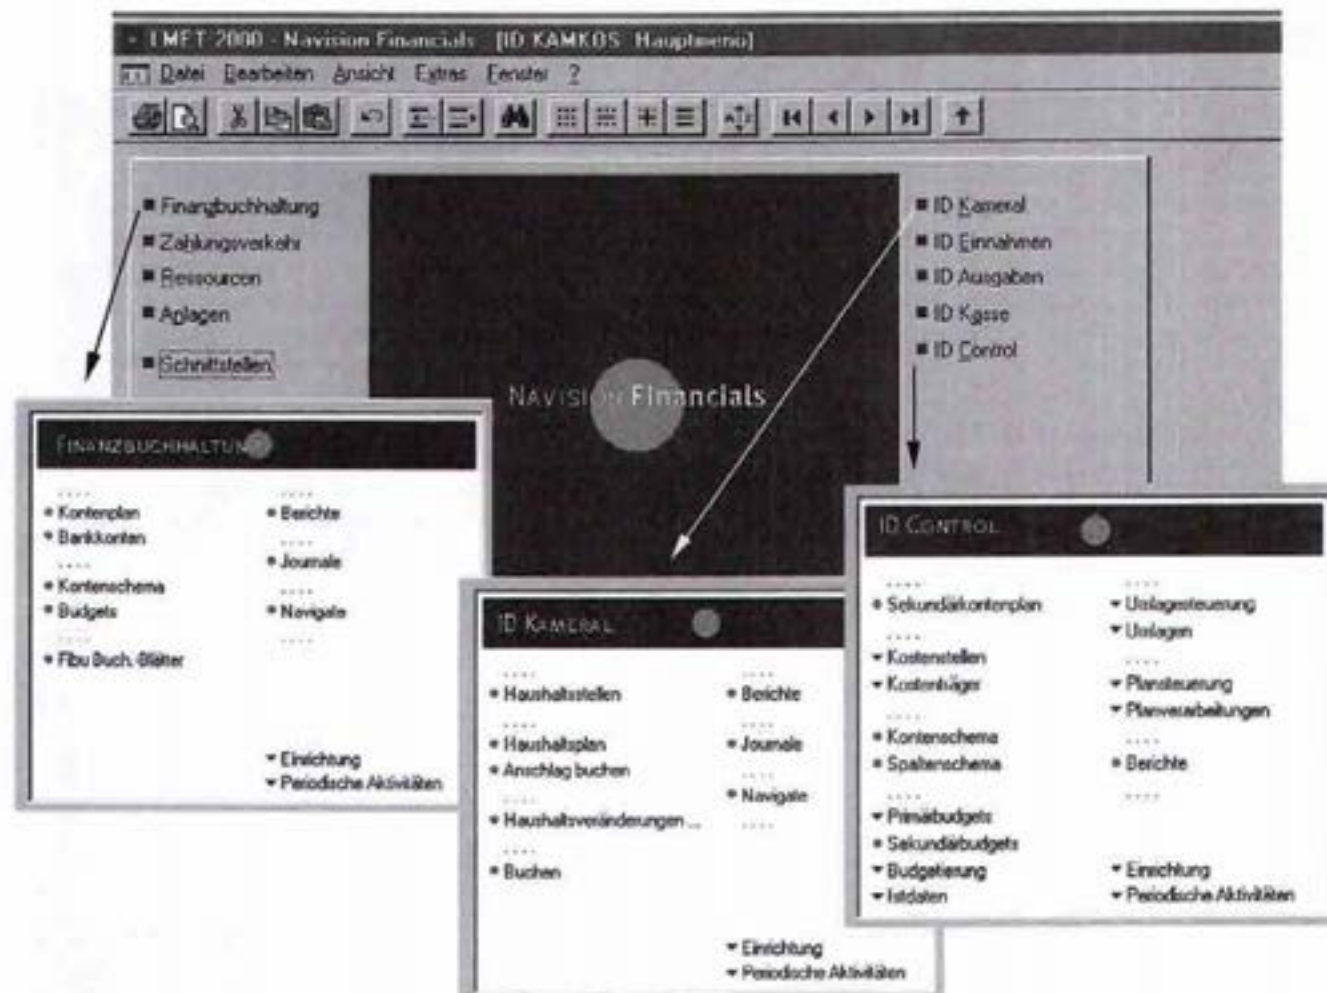 LMET 2000 - Navision Financials [ID KAMKOS Hauptmenü]
Datei Bearbeiten Ansicht Extras Fenster ?
Finanzbuchhaltung
Zahlungsverkehr
Ressourcen
Anlagen
Schnittstellen
NAVISION Financials
ID Kameral
ID Einnahmen
ID Ausgaben
ID Kasse
ID Control
FINANZBUCHHALTUNG
Kontenplan
Bankkonten
Kontenschema
Budgets
Fibu Buch.-Blätter
Berichte
Journale
Navigate
Einrichtung
Periodische Aktivitäten
ID KAMERAL
Haushaltsstellen
Haushaltsplan
Anschlag buchen
Haushaltsveränderungen ...
Buchen
Berichte
Journale
Navigate
Einrichtung
Periodische Aktivitäten
ID CONTROL
Sekundärkontenplan
Kostenstellen
Kostenträger
Kontenschema
Spaltenschema
Primärbudgets
Sekundärbudgets
Budgetierung
Istdaten
Umlagesteuerung
Umlagen
Plansteuerung
Planverarbeitungen
Berichte
Einrichtung
Periodische Aktivitäten